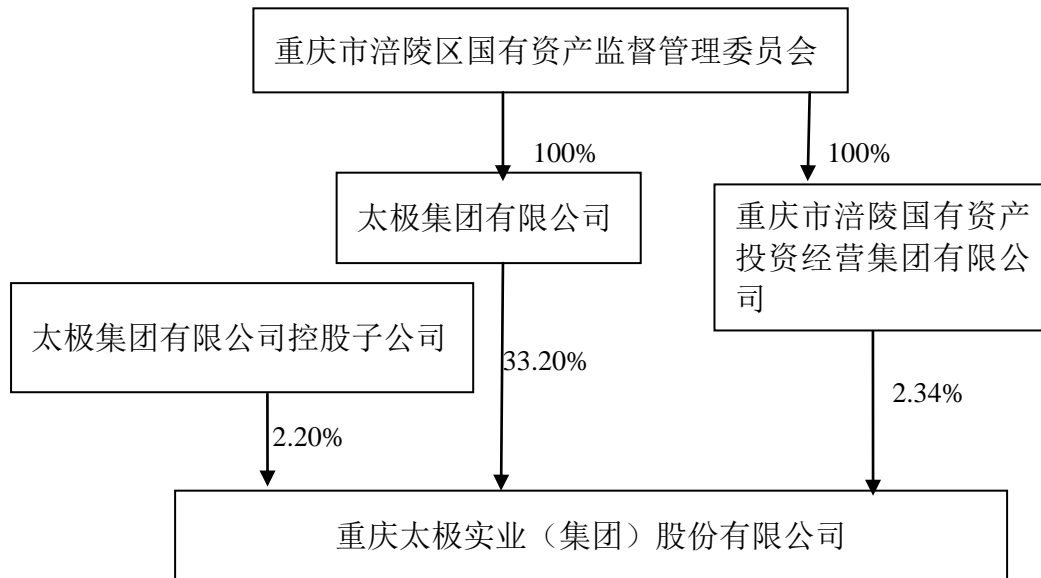 重庆市涪陵区国有资产监督管理委员会
100%
100%
太极集团有限公司
重庆市涪陵国有资产
投资经营集团有限公
司
太极集团有限公司控股子公司
33.20%
2.34%
2.20%
重庆太极实业（集团）股份有限公司